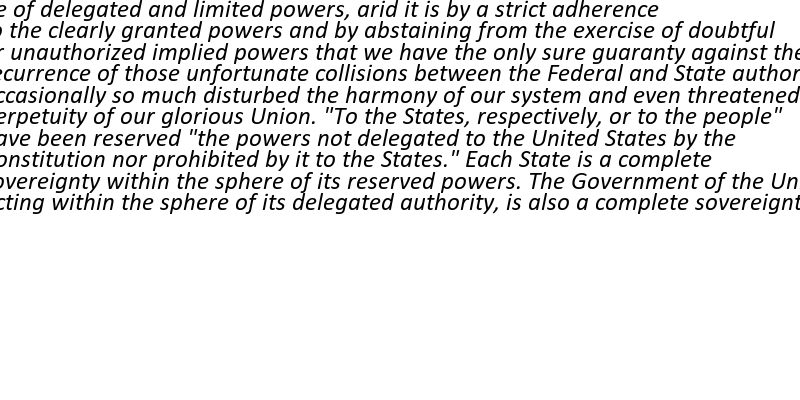 e of delegated and limited powers, arid it is by a strict adherence
the clearly granted powers and by abstaining from the exercise of doubtful
r unauthorized implied powers that we have the only sure guaranty against the
ecurrence of those unfortunate collisions between the Federal and State author
ccasionally so much disturbed the harmony of our system and even threatened
erpetuity of our glorious Union. "To the States, respectively, or to the people"
ave been reserved "the powers not delegated to the United States by the
onstitution nor prohibited by it to the States." Each State is a complete
overeignty within the sphere of its reserved powers. The Government of the Un
cting within the sphere of its delegated authority, is also a complete sovereignt